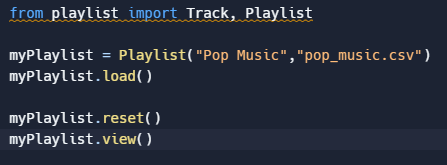 from playlist import Track, Playlist
myPlaylist = Playlist("Pop Music","pop_music.csv")
myPlaylist.load()
myPlaylist.reset()
myPlaylist.view()